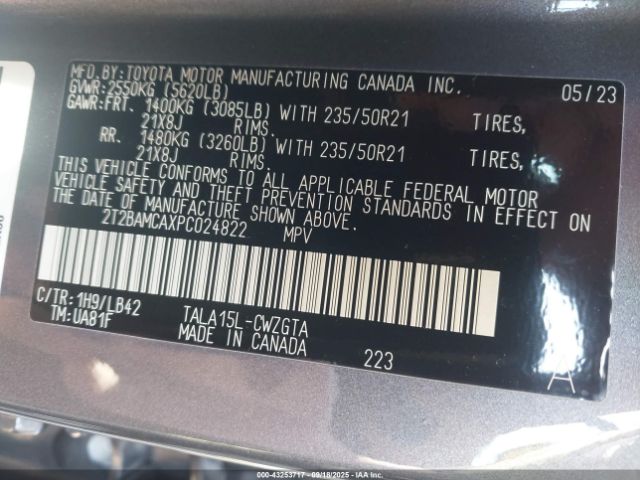 MFD.BY:TOYOTA MOTOR MANUFACTURING CANADA INC. 05/23
GVWR:2550KG (5620LB)
GAWR:FRT. 1400KG (3085LB) WITH 235/50R21 TIRES,
21X8J RIMS.
RR. 1480KG (3260LB) WITH 235/50R21 TIRES,
21X8J RIMS.
THIS VEHICLE CONFORMS TO ALL APPLICABLE FEDERAL MOTOR
VEHICLE SAFETY AND THEFT PREVENTION STANDARDS IN EFFECT ON
THE DATE OF MANUFACTURE SHOWN ABOVE.
2T2BAMCAXPC024822 MPV
C/TR:1H9/LB42 TALA15L-CWZGTA
TM:UA81F MADE IN CANADA 223
A
000-43253717 - 09/18/2025 - IAAI.COM